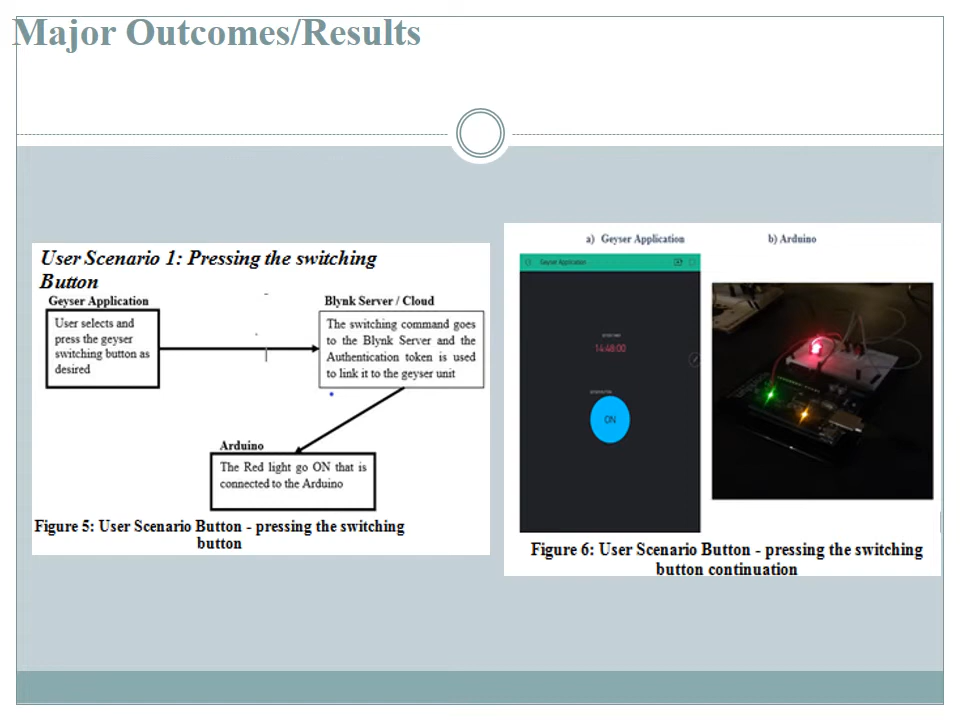 Major Outcomes/Results
User Scenario 1: Pressing the switching
Button
Geyser Application
User selects and
press the geyser
switching button as
desired
Blynk Server / Cloud
The switching command goes
to the Blynk Server and the
Authentication token is used
to link it to the geyser unit
Arduino
The Red light go ON that is
connected to the Arduino
Figure 5: User Scenario Button - pressing the switching
button
a) Geyser Application
b) Arduino
Geyser Application
14:48:00
ON
Figure 6: User Scenario Button - pressing the switching
button continuation